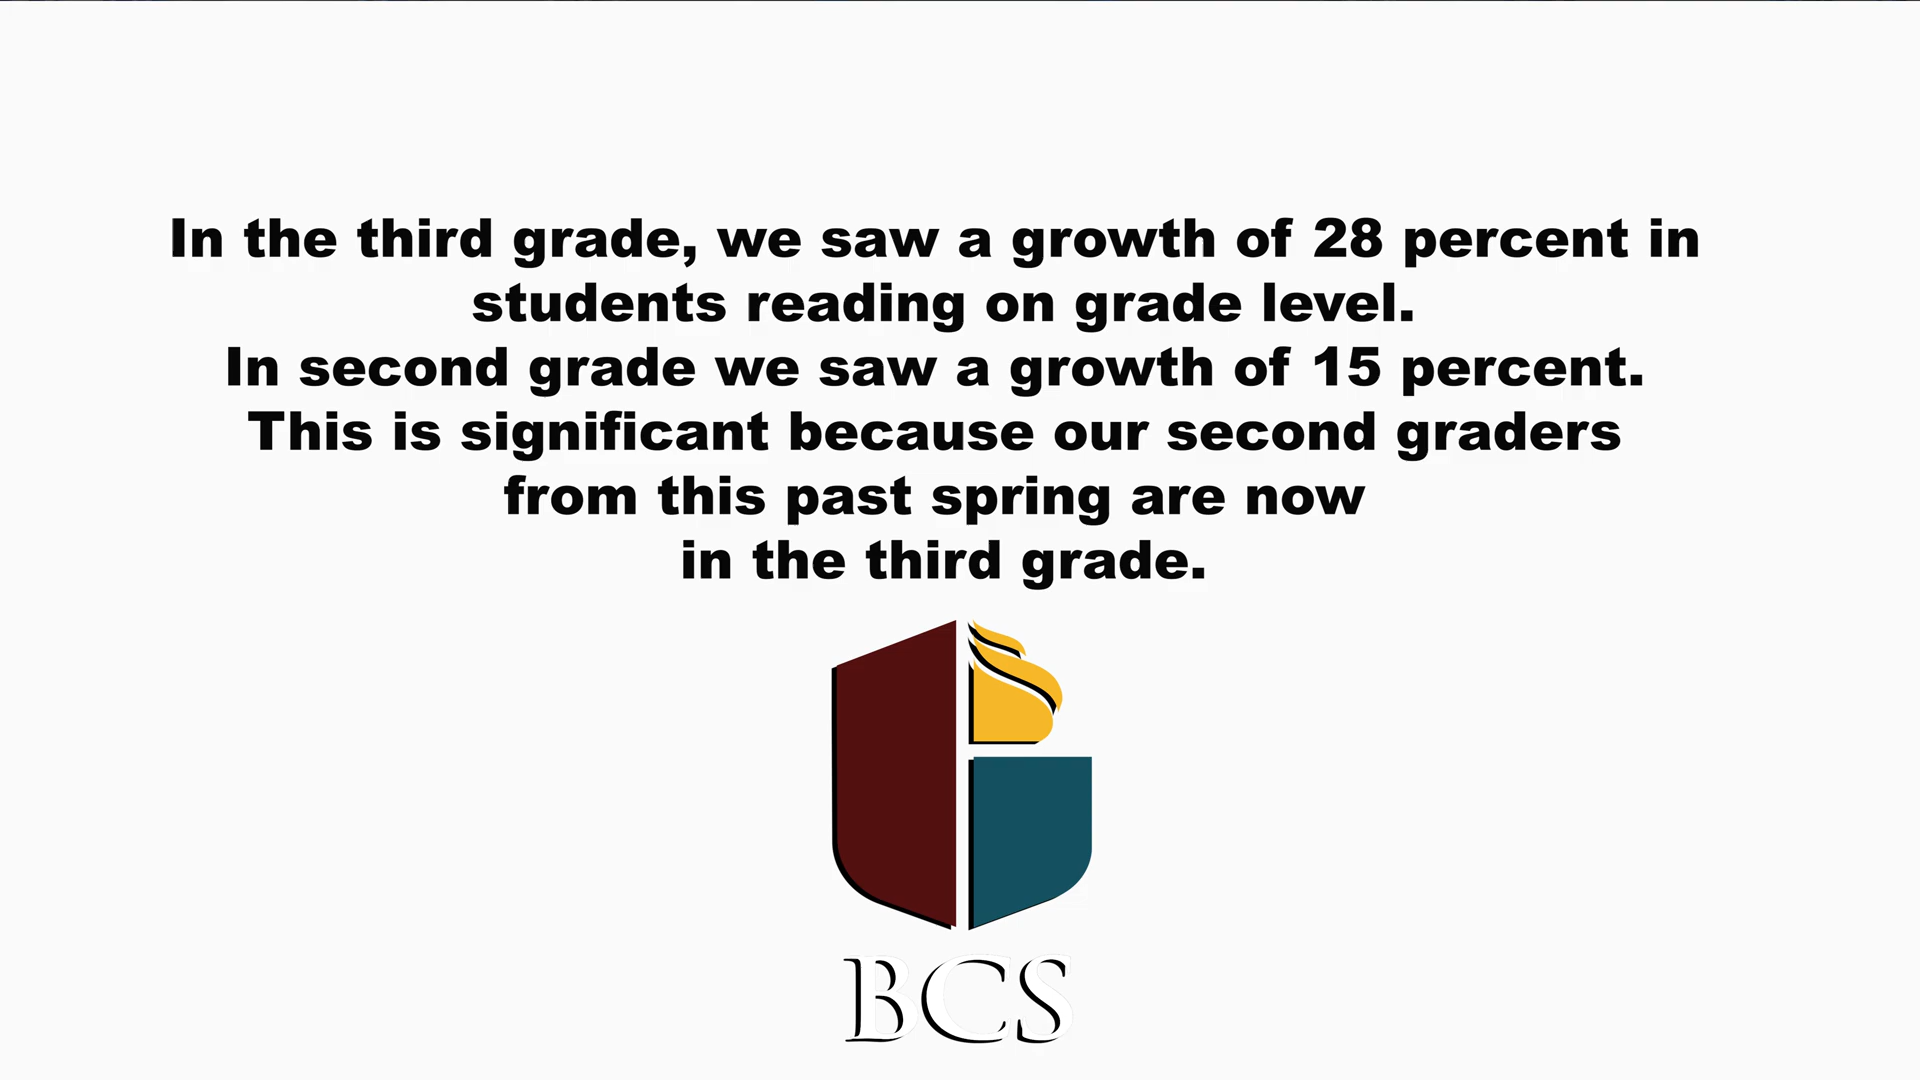 In the third grade, we saw a growth of 28 percent in
students reading on grade level.
In second grade we saw a growth of 15 percent.
This is significant because our second graders
from this past spring are now
in the third grade.
BCS